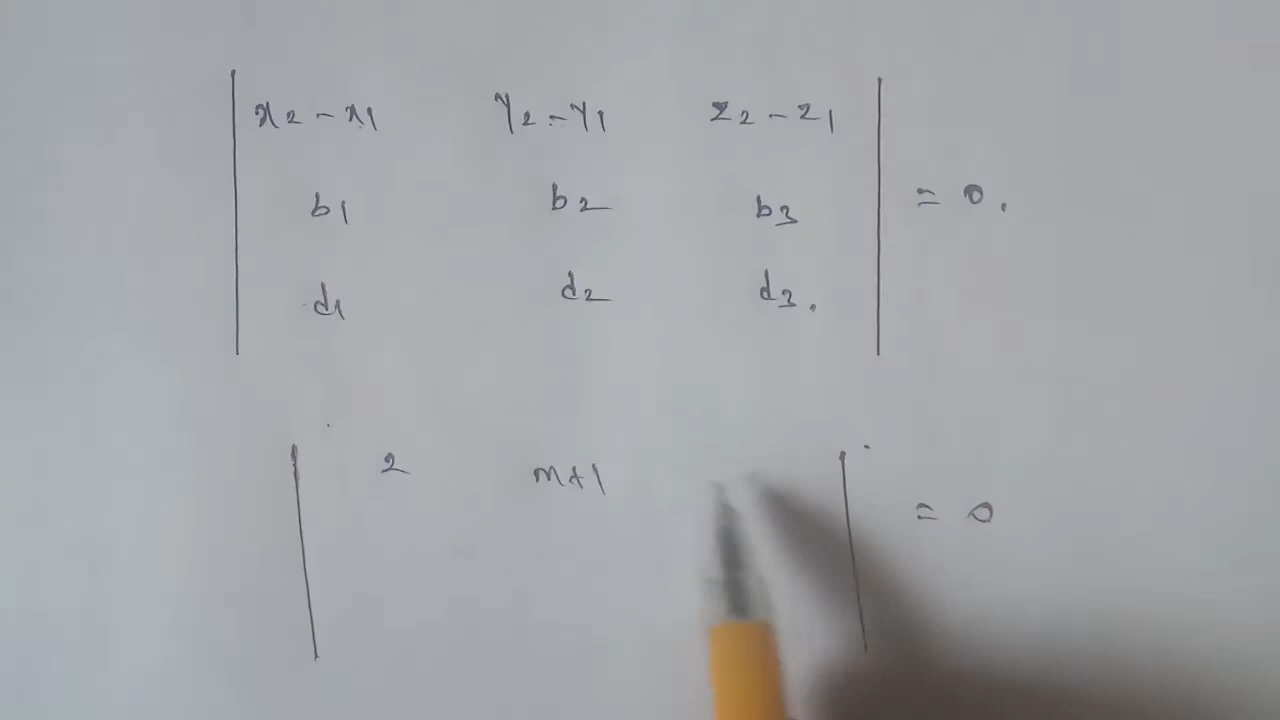 x2 - x1 y2 - y1 z2 - z1
b1 b2 b3 = 0.
d1 d2 d3.
2 m+1
= 0